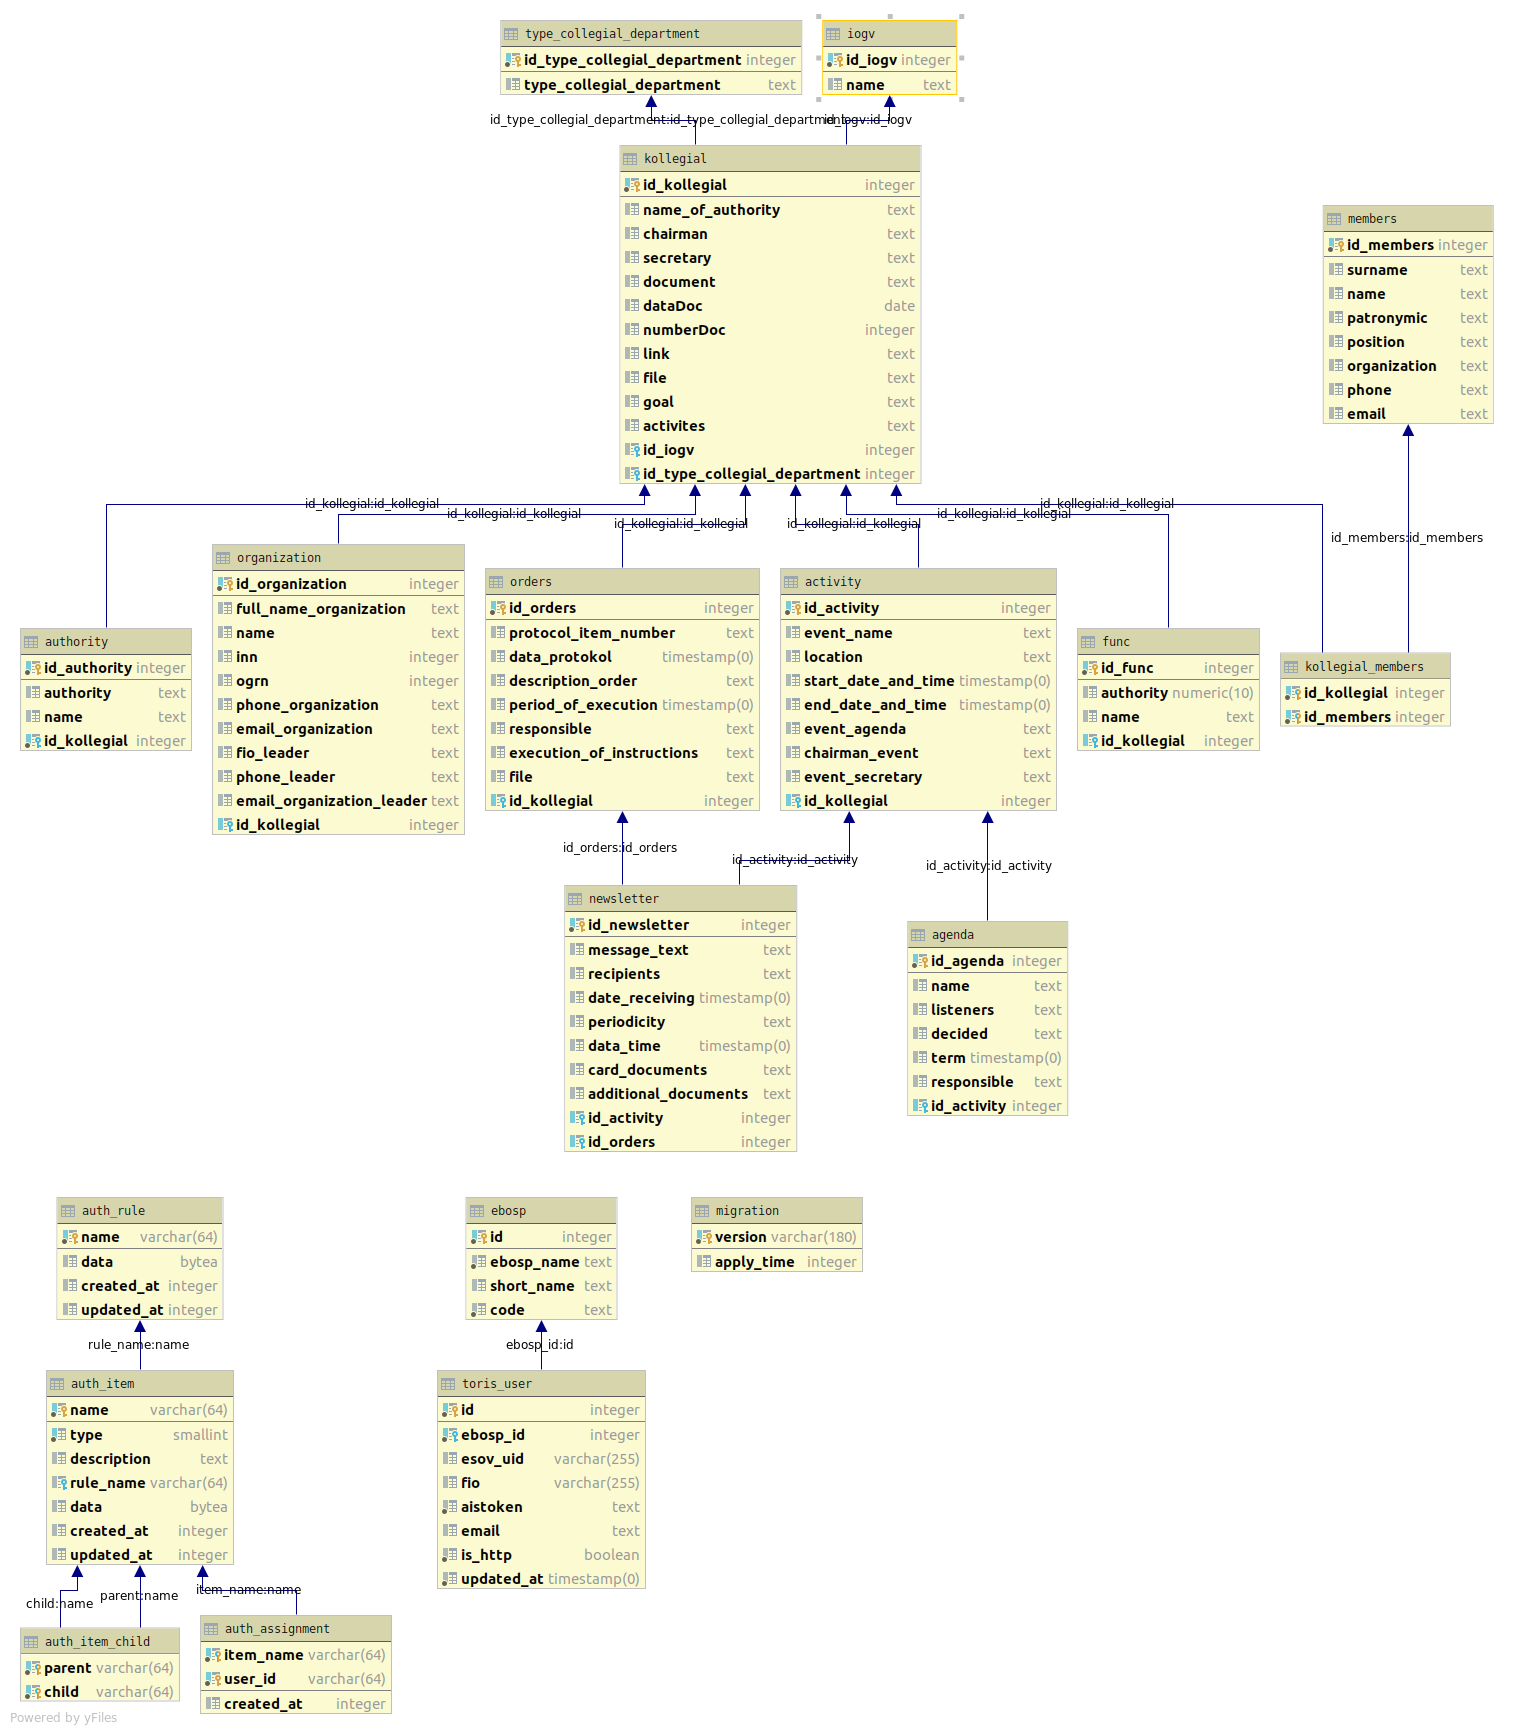 type_collegial_department
id_type_collegial_department integer
type_collegial_department text
iogv
id_iogv integer
name text
id_type_collegial_department:id_type_collegial_department
id_iogv:id_iogv
kollegial
id_kollegial integer
name_of_authority text
chairman text
secretary text
document text
dataDoc date
numberDoc integer
link text
file text
goal text
activites text
id_iogv integer
id_type_collegial_department integer
members
id_members integer
surname text
name text
patronymic text
position text
organization text
phone text
email text
id_kollegial:id_kollegial
id_kollegial:id_kollegial
id_kollegial:id_kollegial
id_kollegial:id_kollegial
id_kollegial:id_kollegial
id_kollegial:id_kollegial
id_members:id_members
authority
id_authority integer
authority text
name text
id_kollegial integer
organization
id_organization integer
full_name_organization text
name text
inn integer
ogrn integer
phone_organization text
email_organization text
fio_leader text
phone_leader text
email_organization_leader text
id_kollegial integer
orders
id_orders integer
protocol_item_number text
data_protokol timestamp(0)
description_order text
period_of_execution timestamp(0)
responsible text
execution_of_instructions text
file text
id_kollegial integer
activity
id_activity integer
event_name text
location text
start_date_and_time timestamp(0)
end_date_and_time timestamp(0)
event_agenda text
chairman_event text
event_secretary text
id_kollegial integer
func
id_func integer
authority numeric(10)
name text
id_kollegial integer
kollegial_members
id_kollegial integer
id_members integer
id_orders:id_orders
id_activity:id_activity
id_activity:id_activity
newsletter
id_newsletter integer
message_text text
recipients text
date_receiving timestamp(0)
periodicity text
data_time timestamp(0)
card_documents text
additional_documents text
id_activity integer
id_orders integer
agenda
id_agenda integer
name text
listeners text
decided text
term timestamp(0)
responsible text
id_activity integer
auth_rule
name varchar(64)
data bytea
created_at integer
updated_at integer
ebosp
id integer
ebosp_name text
short_name text
code text
migration
version varchar(180)
apply_time integer
rule_name:name
ebosp_id:id
auth_item
name varchar(64)
type smallint
description text
rule_name varchar(64)
data bytea
created_at integer
updated_at integer
toris_user
id integer
ebosp_id integer
esov_uid varchar(255)
fio varchar(255)
aistoken text
email text
is_http boolean
updated_at timestamp(0)
child:name
parent:name
item_name:name
auth_item_child
parent varchar(64)
child varchar(64)
auth_assignment
item_name varchar(64)
user_id varchar(64)
created_at integer
Powered by yFiles